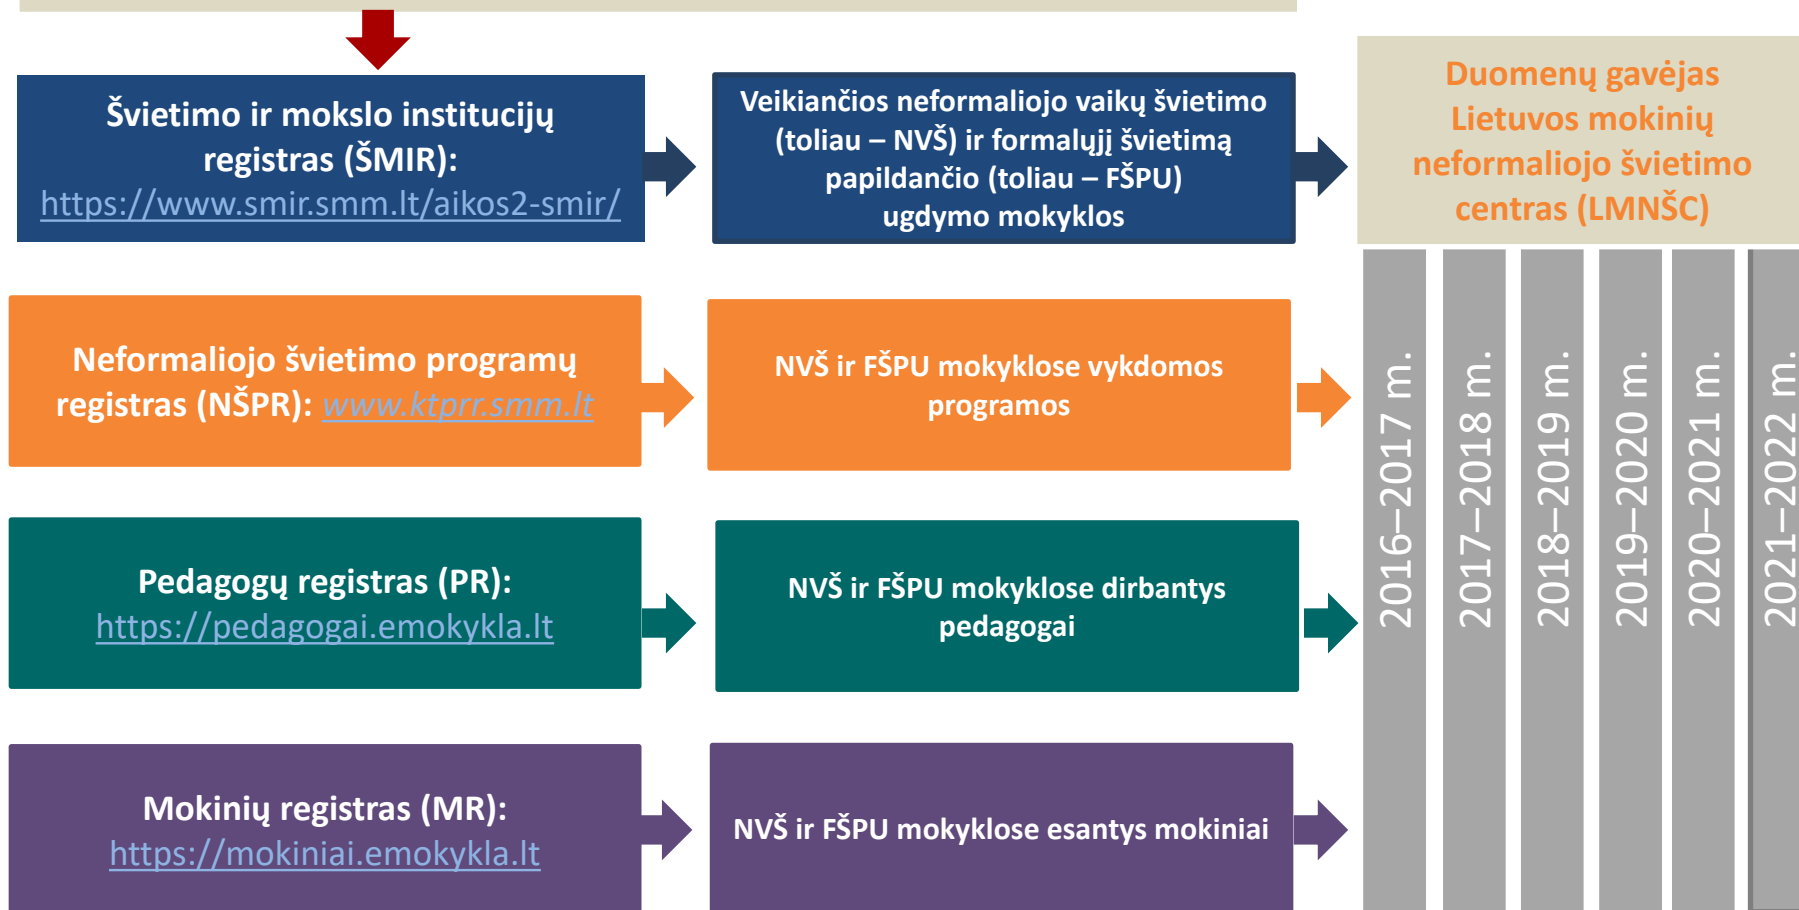 Švietimo ir mokslo institucijų
registras (ŠMIR):
https://www.smir.smm.lt/aikos2-smir/
Veikiančios neformaliojo vaikų švietimo
(toliau – NVŠ) ir formalųjį švietimą
papildančio (toliau – FŠPU)
ugdymo mokyklos
Duomenų gavėjas
Lietuvos mokinių
neformaliojo švietimo
centras (LMNŠC)
Neformaliojo švietimo programų
registras (NŠPR): www.ktprr.smm.lt
NVŠ ir FŠPU mokyklose vykdomos
programos
Pedagogų registras (PR):
https://pedagogai.emokykla.lt
NVŠ ir FŠPU mokyklose dirbantys
pedagogai
Mokinių registras (MR):
https://mokiniai.emokykla.lt
NVŠ ir FŠPU mokyklose esantys mokiniai
2016–2017 m.
2017–2018 m.
2018–2019 m.
2019–2020 m.
2020–2021 m.
2021–2022 m.